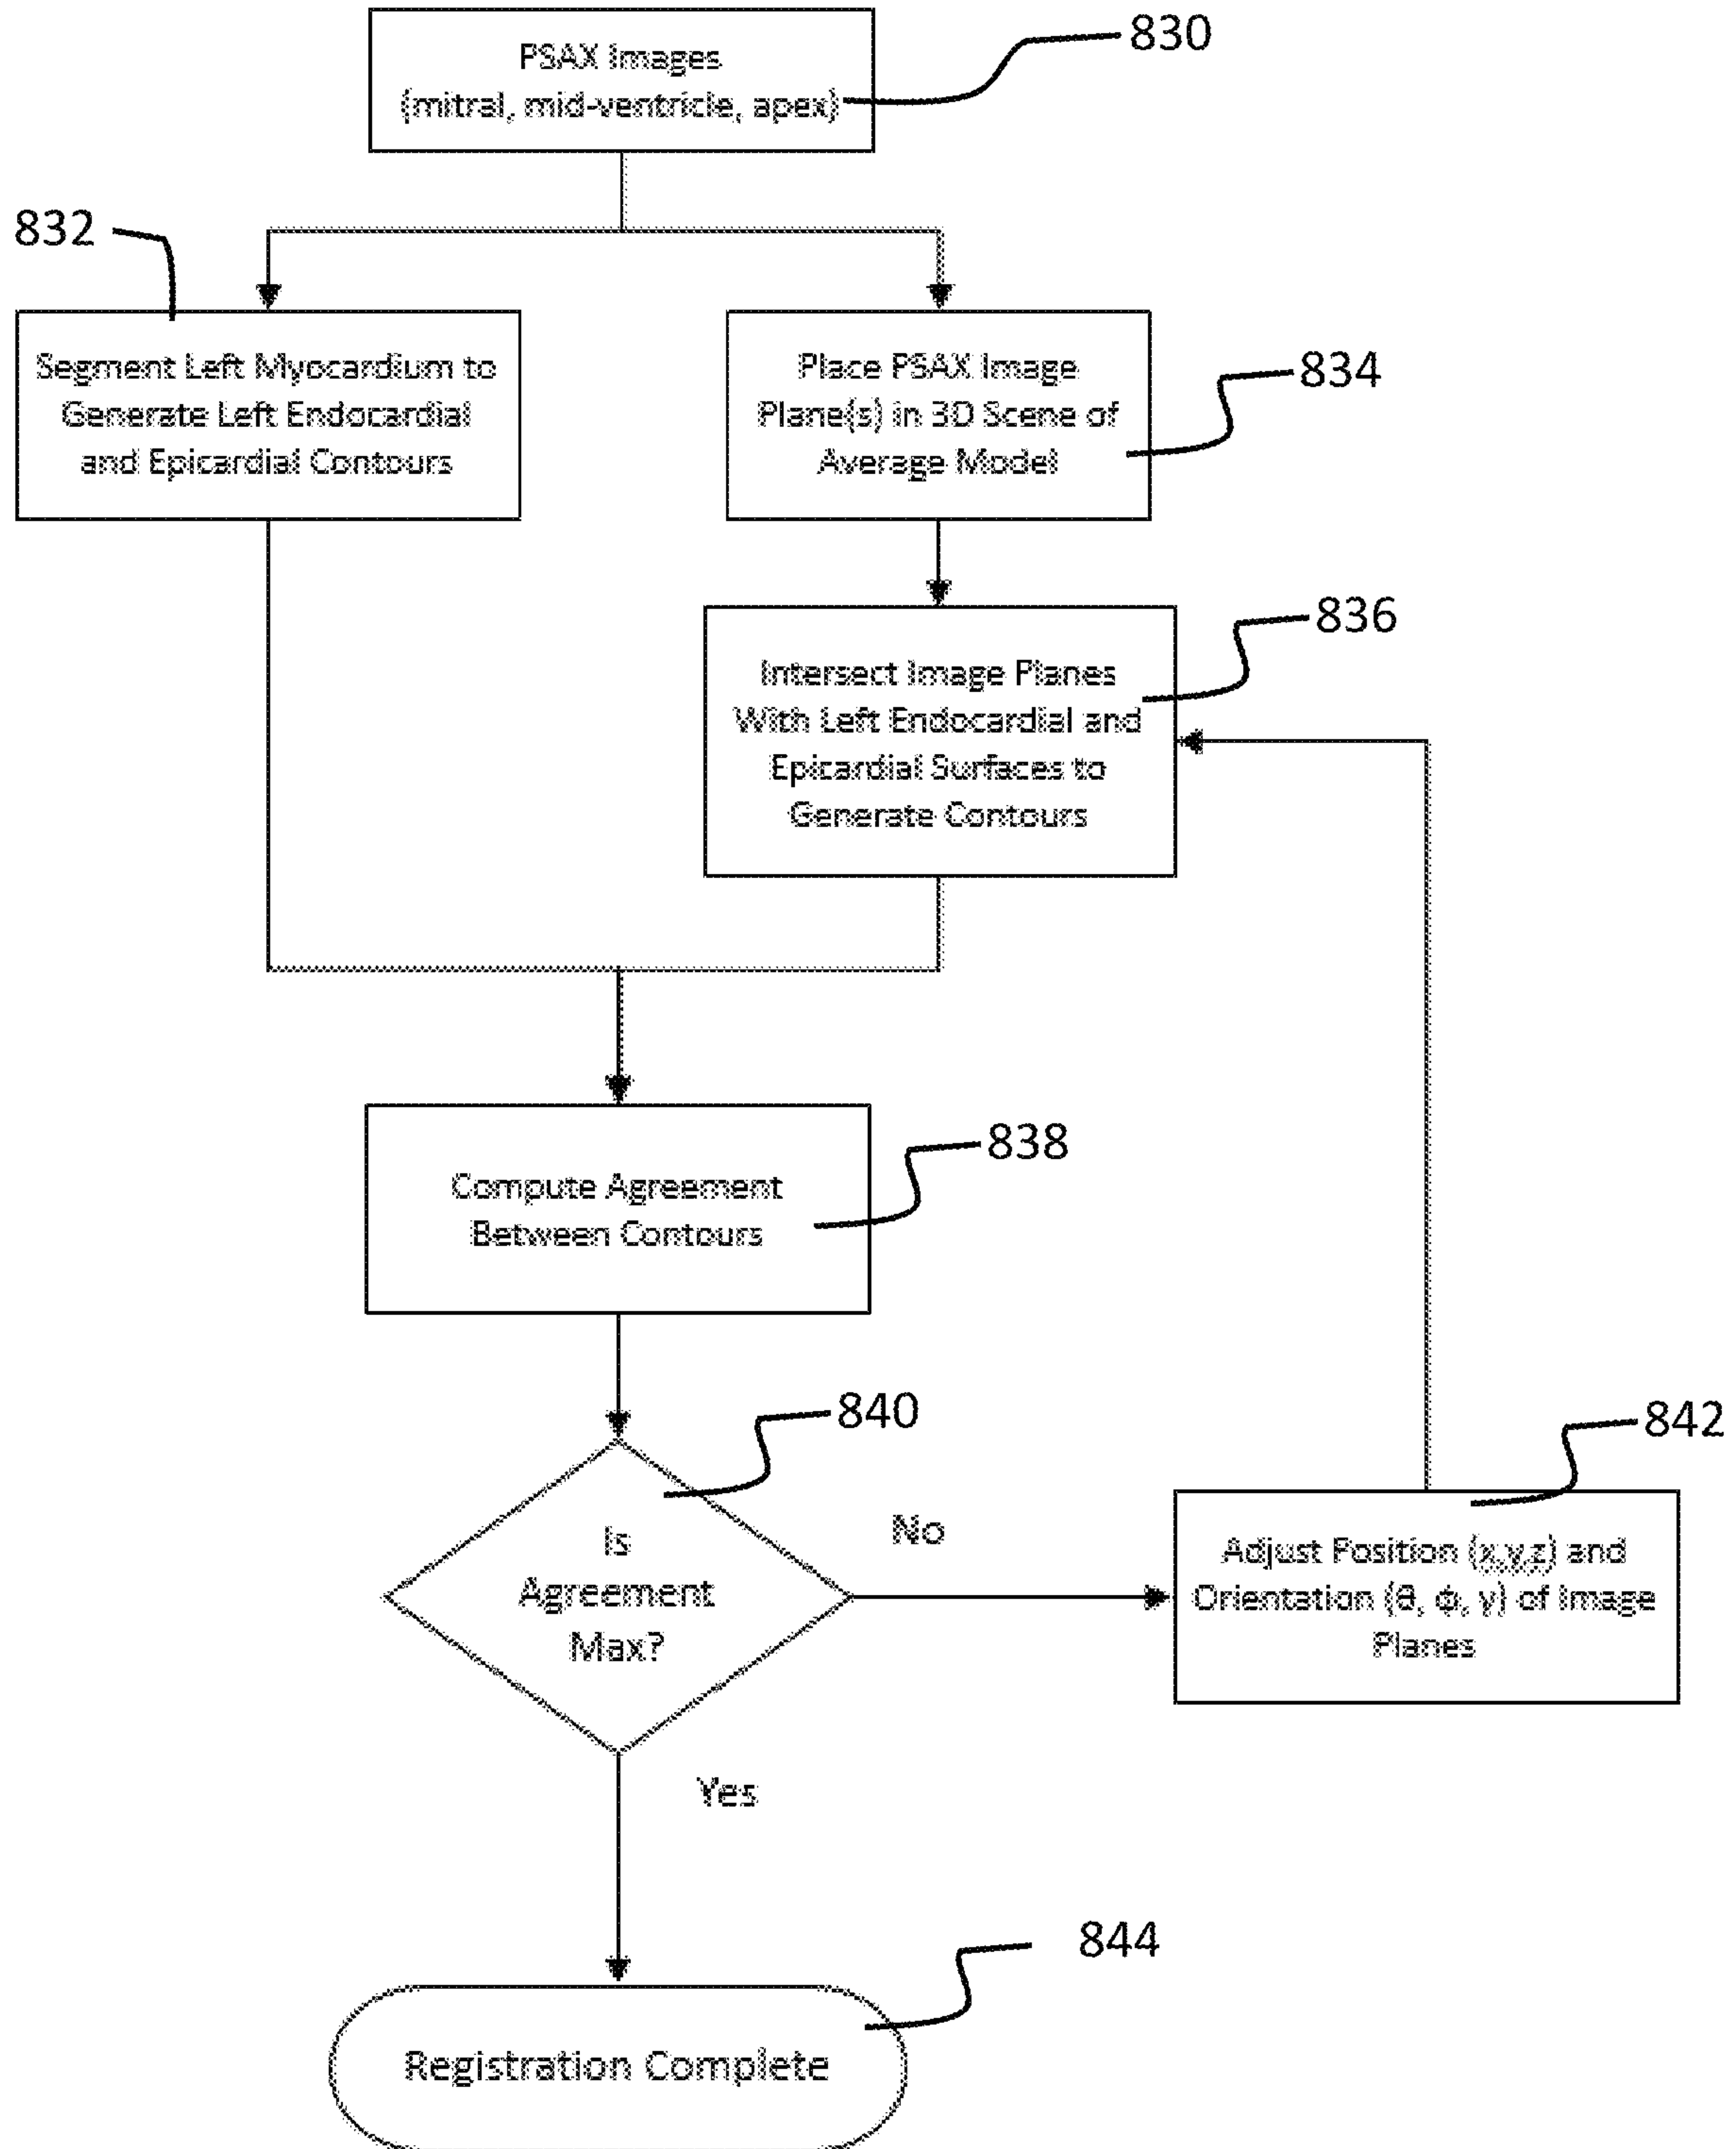 PSAX Images
(mitral, mid-ventricle, apex)
830
832
Segment Left Myocardium to
Generate Left Endocardial
and Epicardial Contours
Place PSAX Image
Plane(s) in 3D Scene of
Average Model
834
836
Intersect Image Planes
With Left Endocardial and
Epicardial Surfaces to
Generate Contours
838
Compute Agreement
Between Contours
840
Is
Agreement
Max?
No
842
Adjust Position (x,y,z) and
Orientation (θ, ϕ, γ) of Image
Planes
Yes
844
Registration Complete